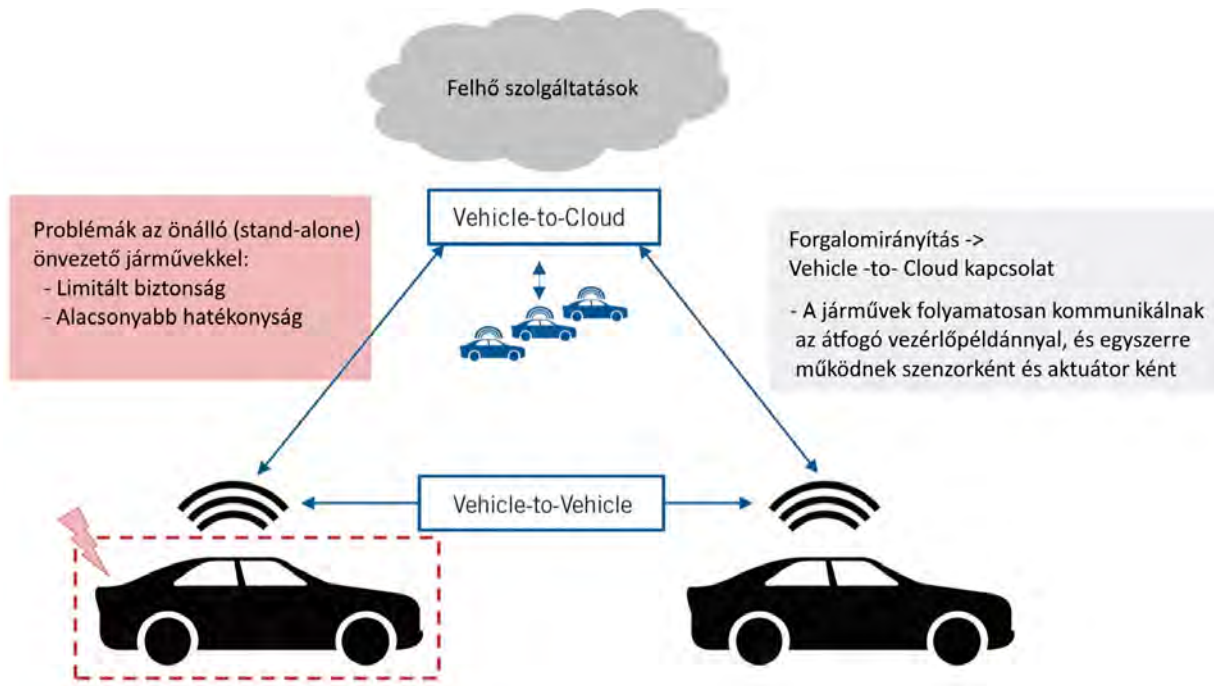 Felhő szolgáltatások
Vehicle-to-Cloud
Problémák az önálló (stand-alone)
önvezető járművekkel:
- Limitált biztonság
- Alacsonyabb hatékonyság
Forgalomirányítás ->
Vehicle -to- Cloud kapcsolat
- A járművek folyamatosan kommunikálnak
az átfogó vezérlőpéldánnyal, és egyszerre
működnek szenzorként és aktuátor ként
Vehicle-to-Vehicle